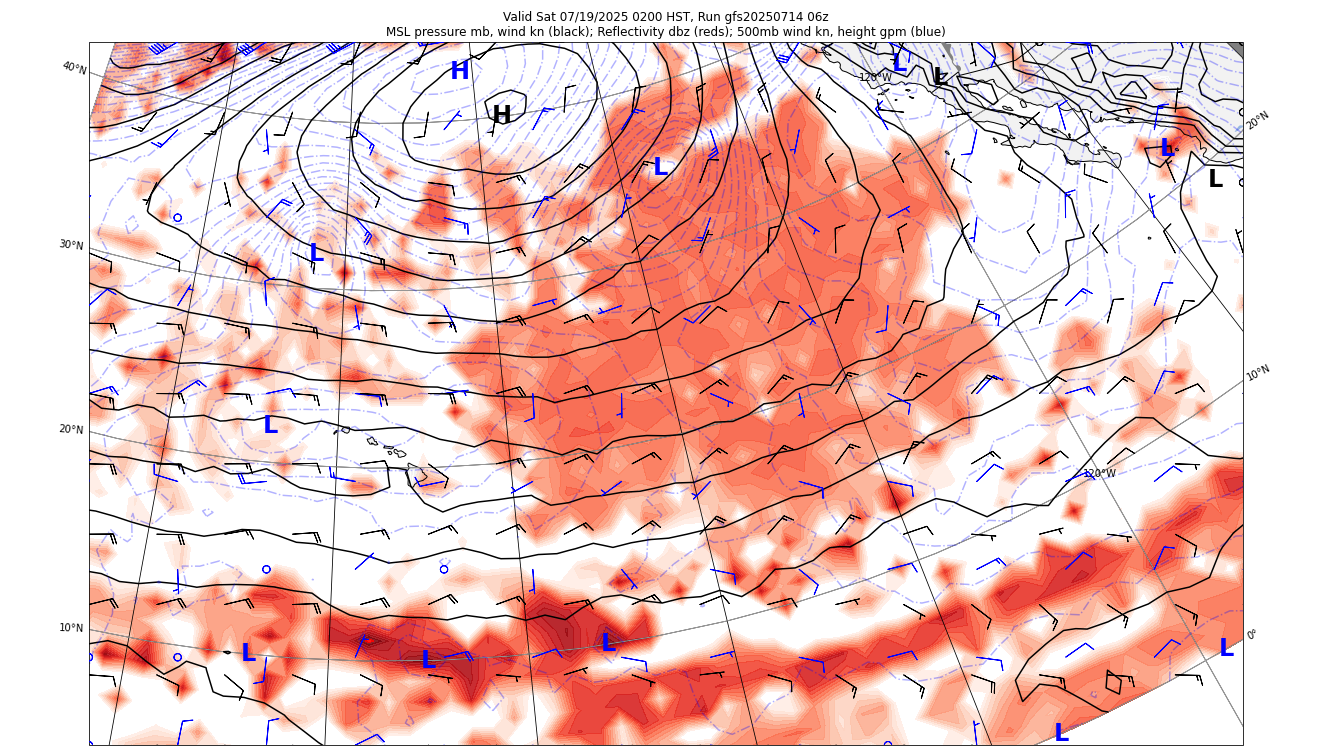 Valid Sat 07/19/2025 0200 HST, Run gfs20250714 06z
MSL pressure mb, wind kn (black); Reflectivity dbz (reds); 500mb wind kn, height gpm (blue)
H
L
L
40°N
120°W
H
20°N
L
L
L
30°N
L
10°N
20°N
L
120°W
10°N
0°
L
L
L
L
L